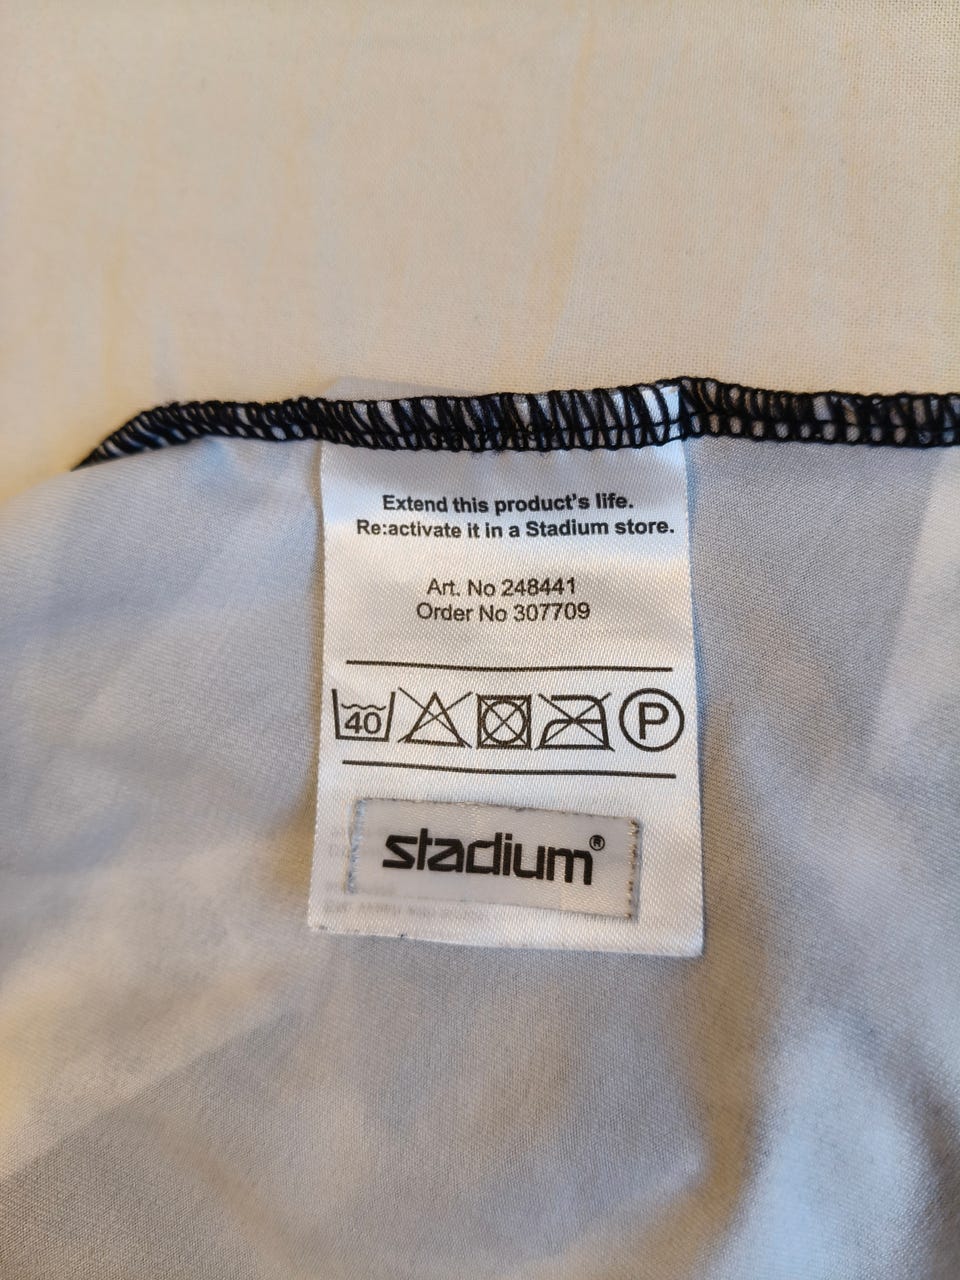 Extend this product's life.
Re:activate it in a Stadium store.
Art. No 248441
Order No 307709
40
P
stadium®